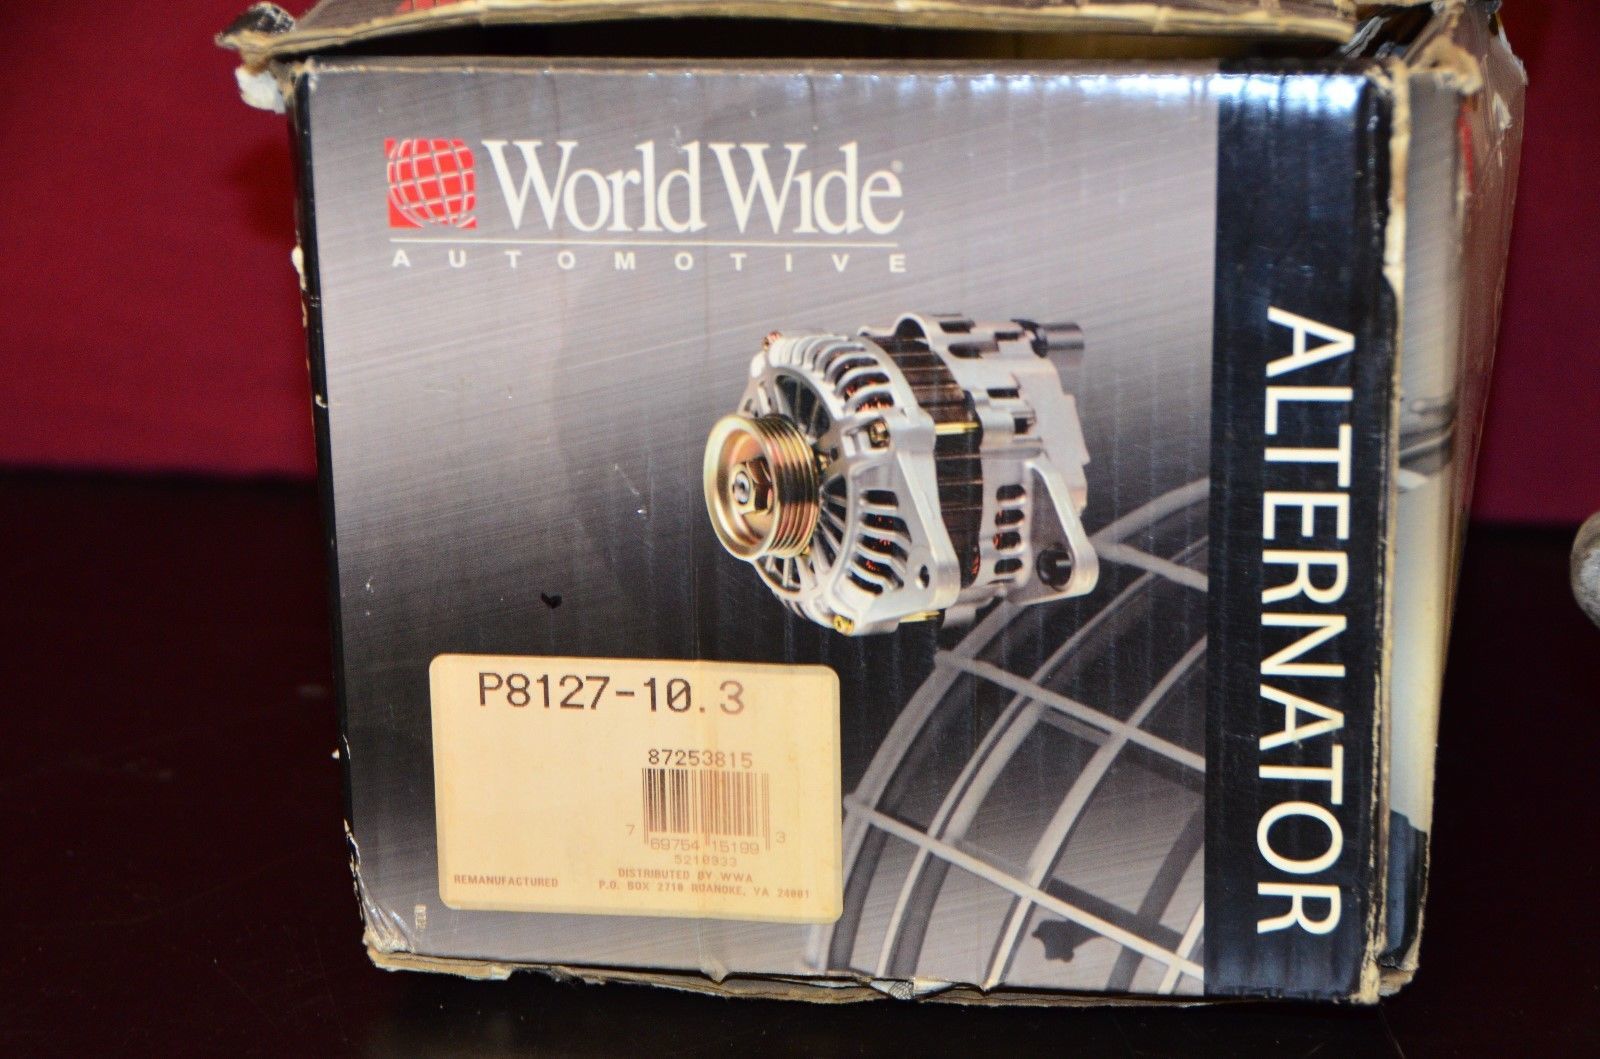 World Wide®
AUTOMOTIVE
ALTERNATOR
P8127-10.3
87253815
7 69754 15199 3
5210933
DISTRIBUTED BY WWA
REMANUFACTURED
P.O. BOX 2710 ROANOKE, VA 24001